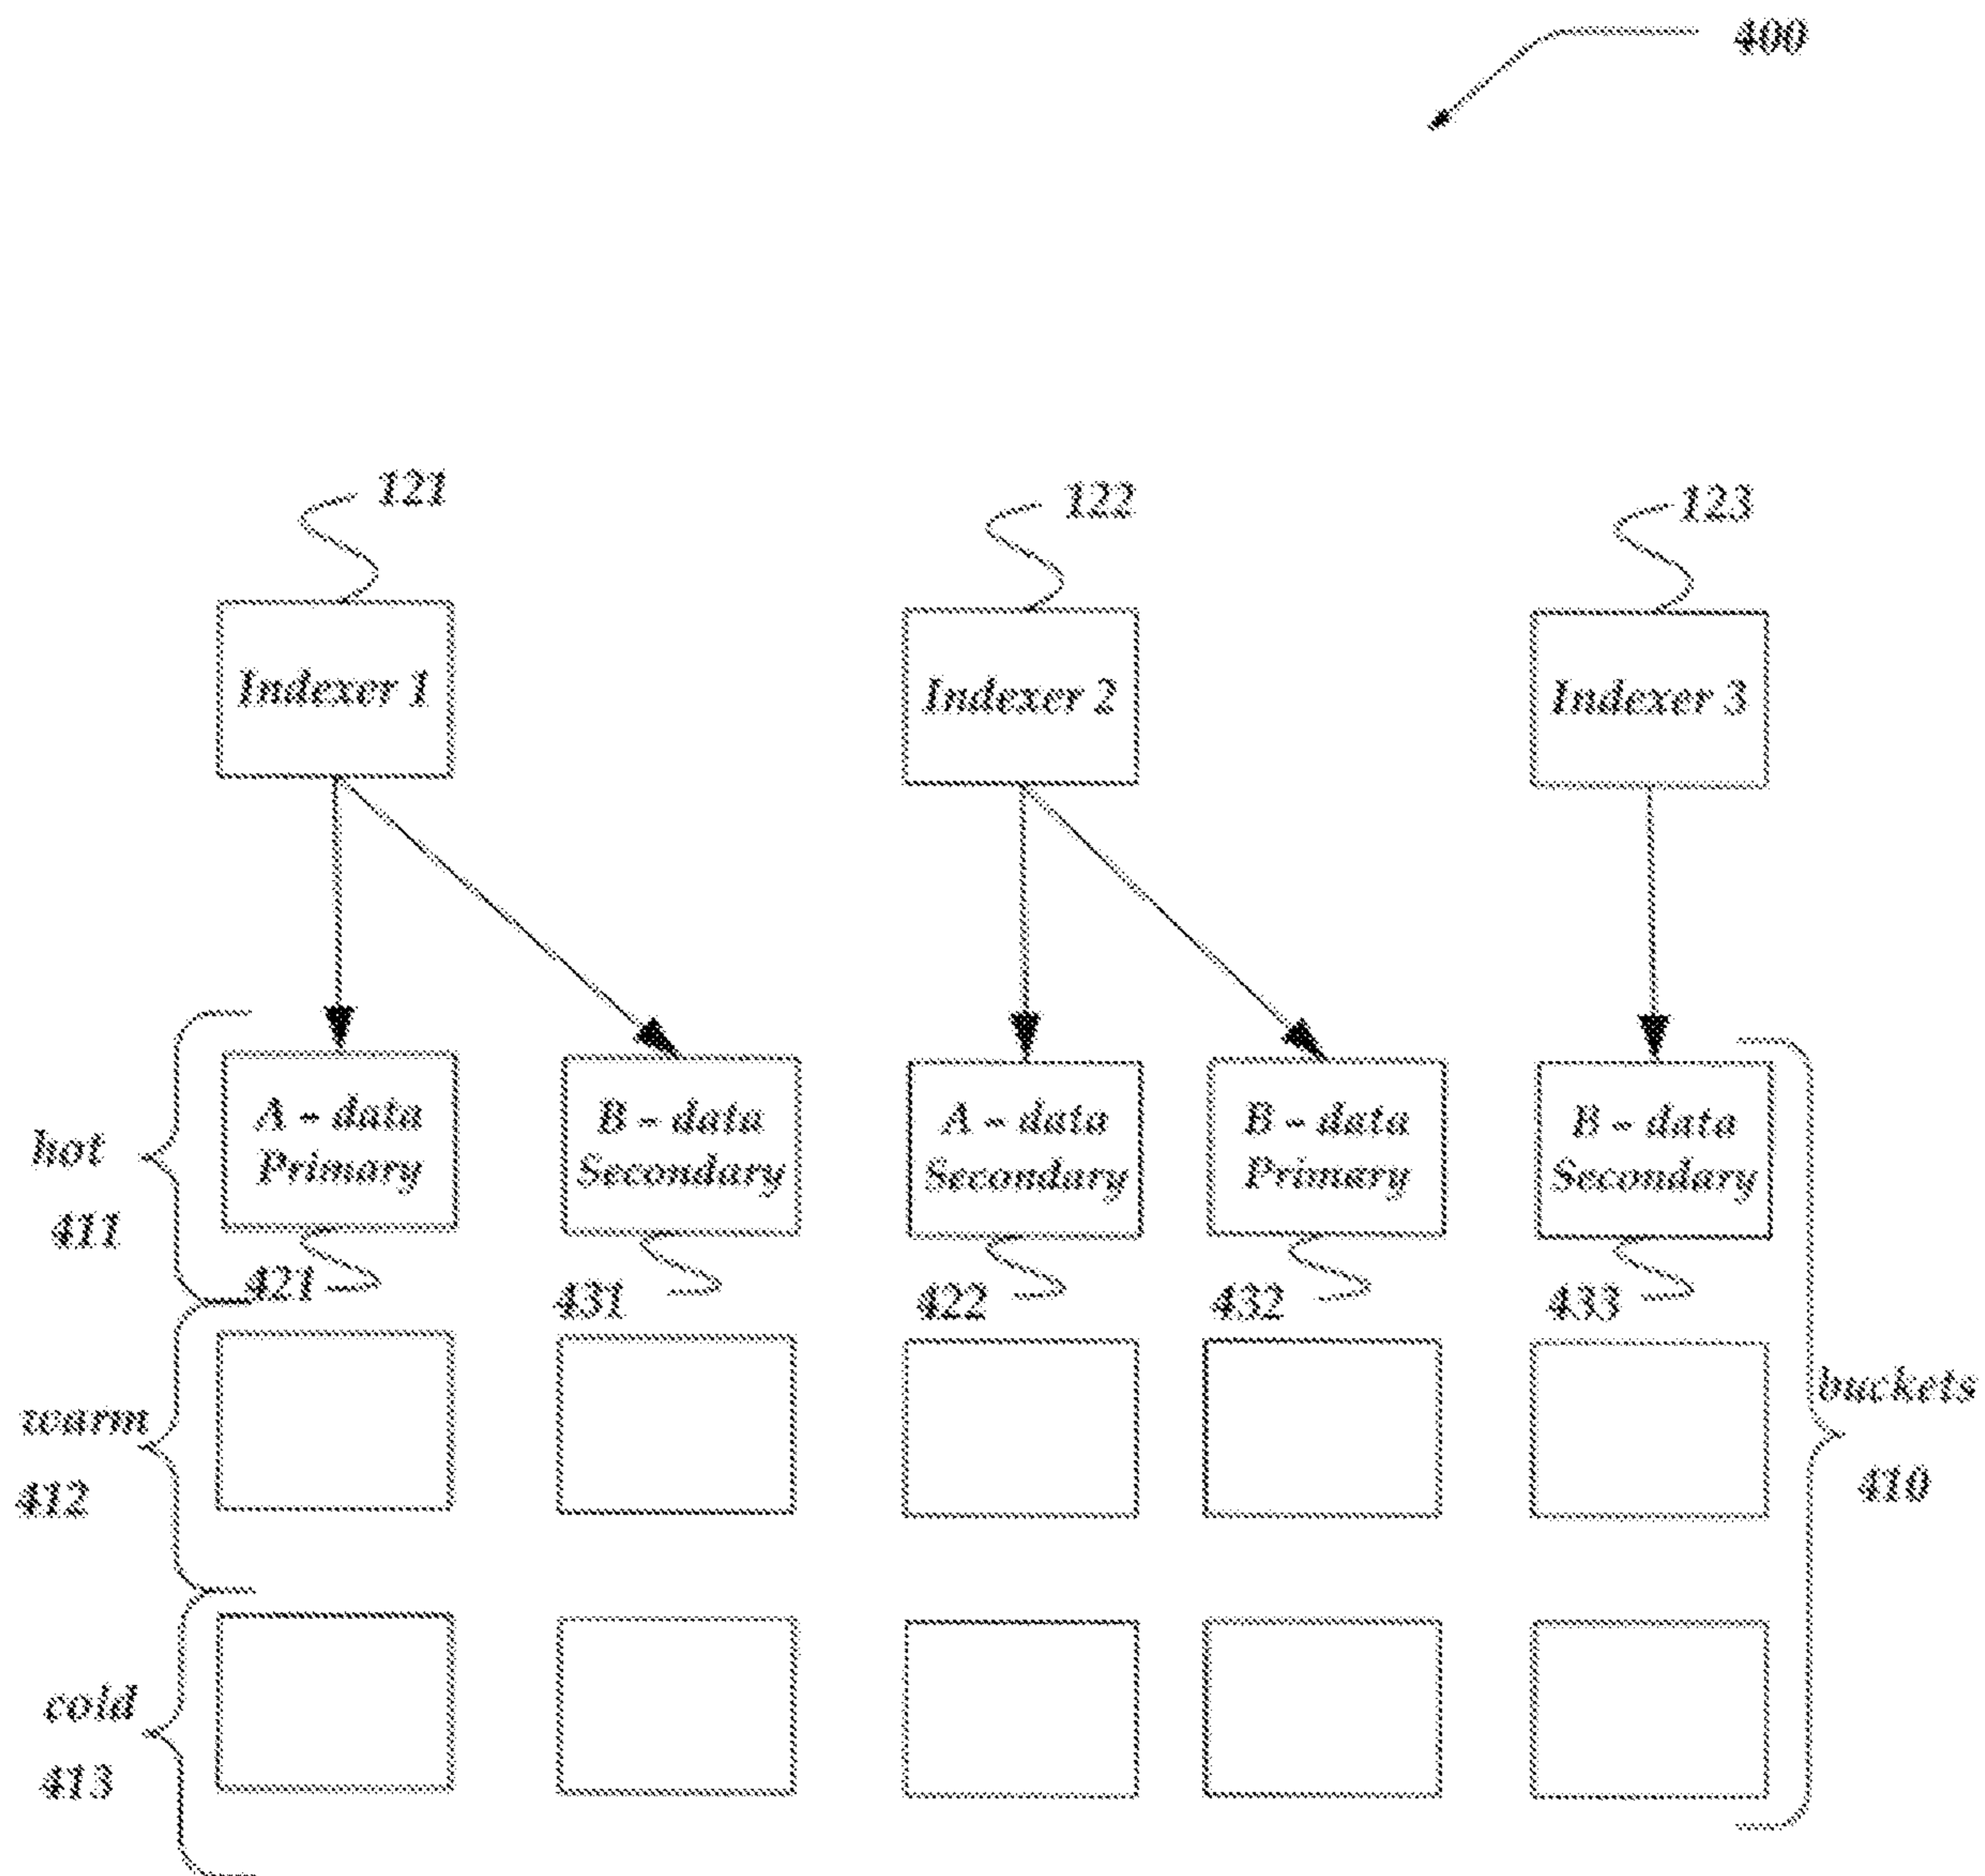 400
121
122
123
Indexer 1
Indexer 2
Indexer 3
hot
411
A - data
Primary
B - data
Secondary
A - data
Secondary
B - data
Primary
B - data
Secondary
421
431
422
432
433
warm
412
buckets
410
cold
413